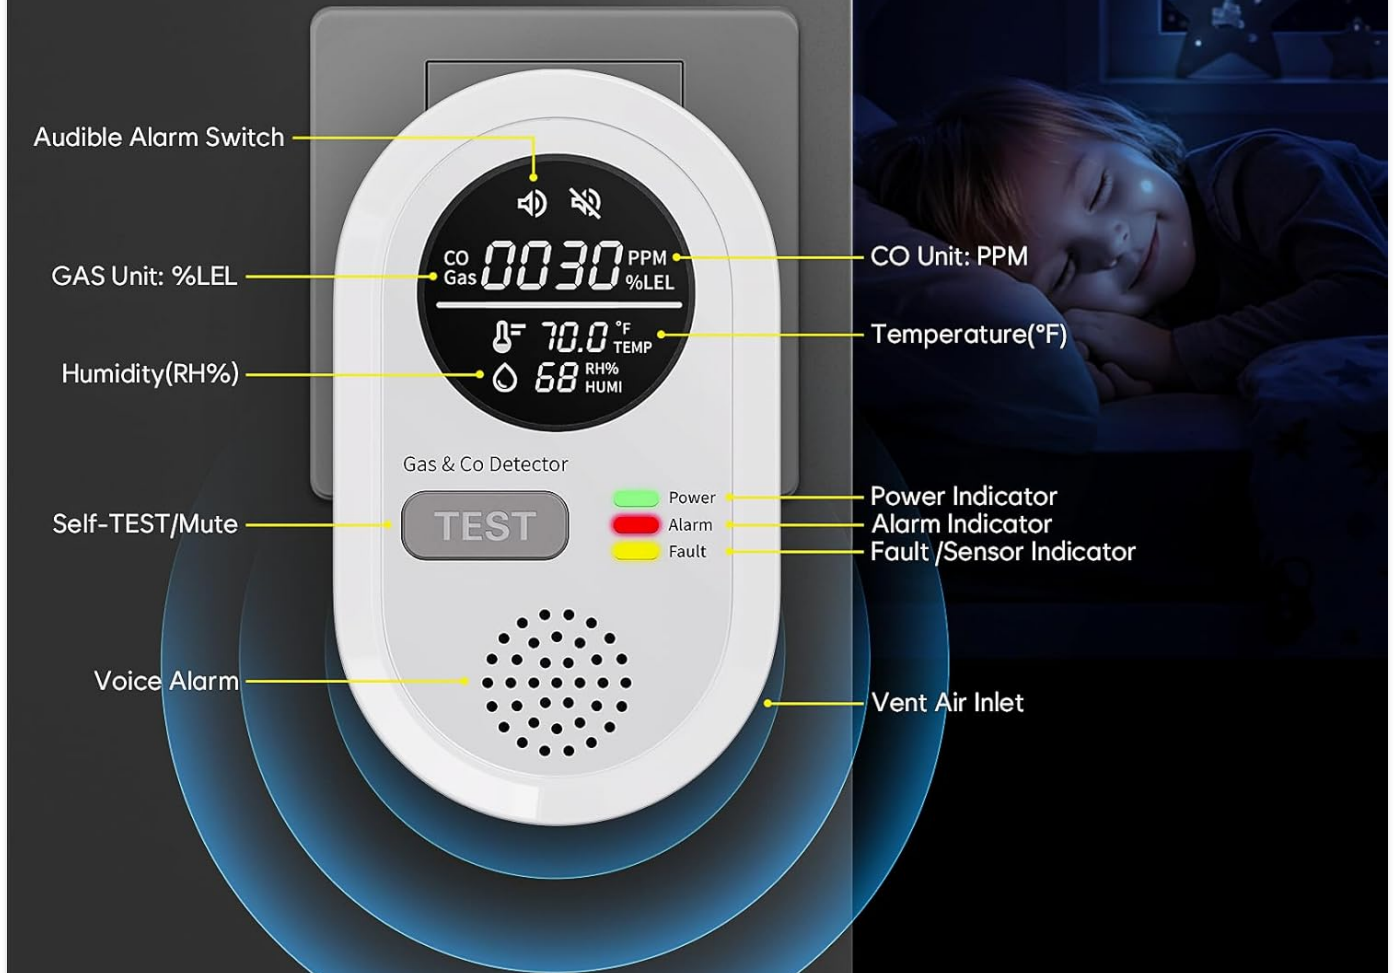 Audible Alarm Switch
CO
Gas
0030
PPM
%LEL
GAS Unit: %LEL
CO Unit: PPM
70.0
°F
TEMP
Temperature(°F)
Humidity(RH%)
68
RH%
HUMI
Gas & Co Detector
Self-TEST/Mute
TEST
Power
Alarm
Fault
Power Indicator
Alarm Indicator
Fault /Sensor Indicator
Voice Alarm
Vent Air Inlet